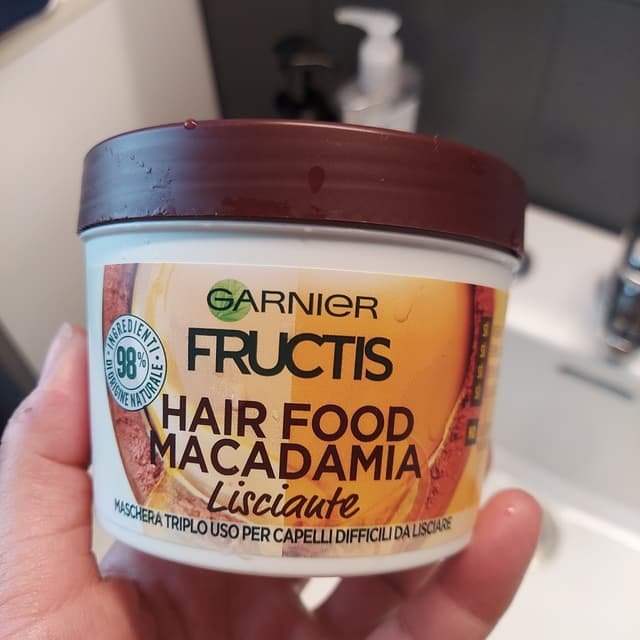 GARNIER
FRUCTIS
INGREDIENTI
98%
DI ORIGINE NATURALE
HAIR FOOD
MACADAMIA
Lisciante
MASCHERA TRIPLO USO PER CAPELLI DIFFICILI DA LISCIARE